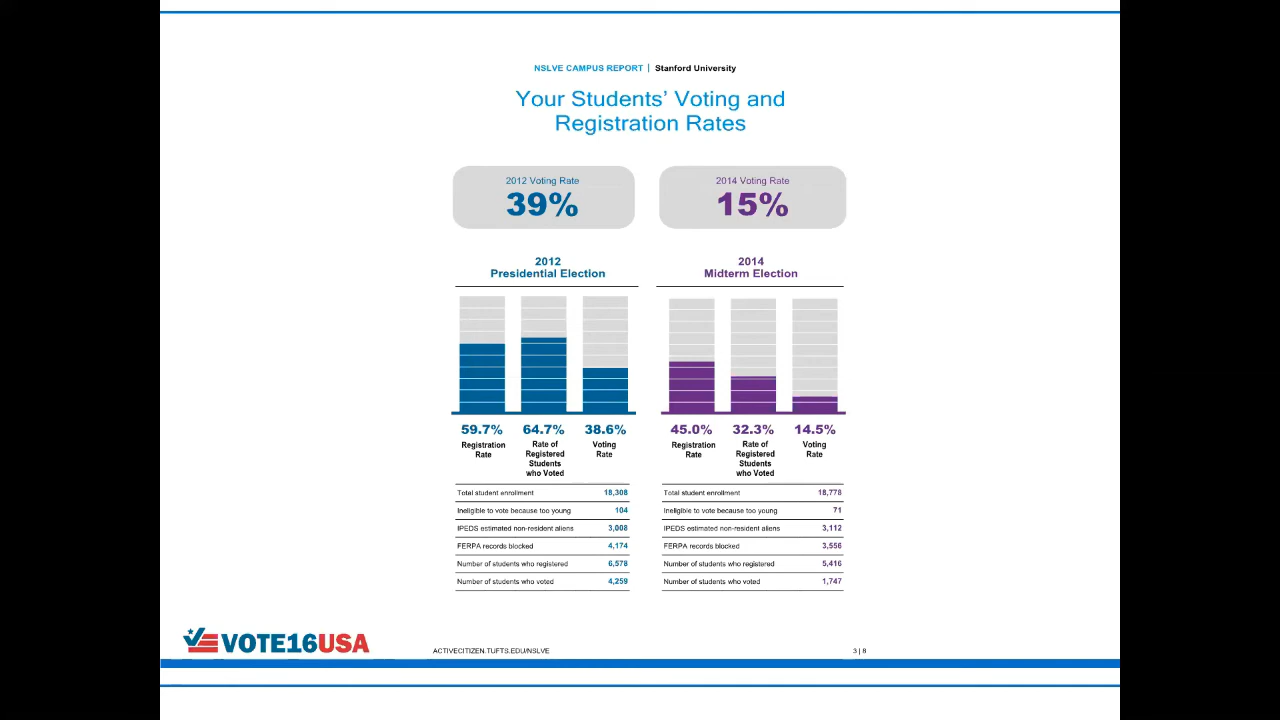 NSLVE CAMPUS REPORT | Stanford University
Your Students’ Voting and
Registration Rates
2012 Voting Rate
39%
2014 Voting Rate
15%
2012
Presidential Election
2014
Midterm Election
59.7%
Registration
Rate
64.7%
Rate of
Registered
Students
who Voted
38.6%
Voting
Rate
45.0%
Registration
Rate
32.3%
Rate of
Registered
Students
who Voted
14.5%
Voting
Rate
Total student enrollment 18,308
Ineligible to vote because too young 104
IPEDS estimated non-resident aliens 3,008
FERPA records blocked 4,174
Number of students who registered 6,578
Number of students who voted 4,259
Total student enrollment 18,778
Ineligible to vote because too young 71
IPEDS estimated non-resident aliens 3,112
FERPA records blocked 3,556
Number of students who registered 5,416
Number of students who voted 1,747
VOTE16USA
ACTIVECITIZEN.TUFTS.EDU/NSLVE
3 | 8